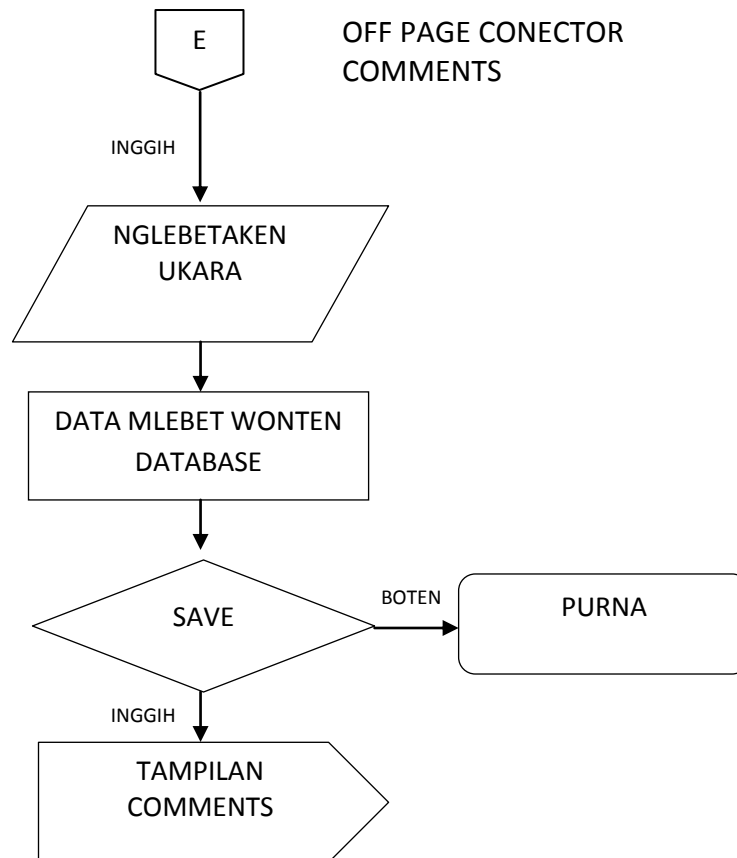 E
OFF PAGE CONECTOR
COMMENTS
INGGIH
NGLEBETAKEN
UKARA
DATA MLEBET WONTEN
DATABASE
SAVE
BOTEN
PURNA
INGGIH
TAMPILAN
COMMENTS